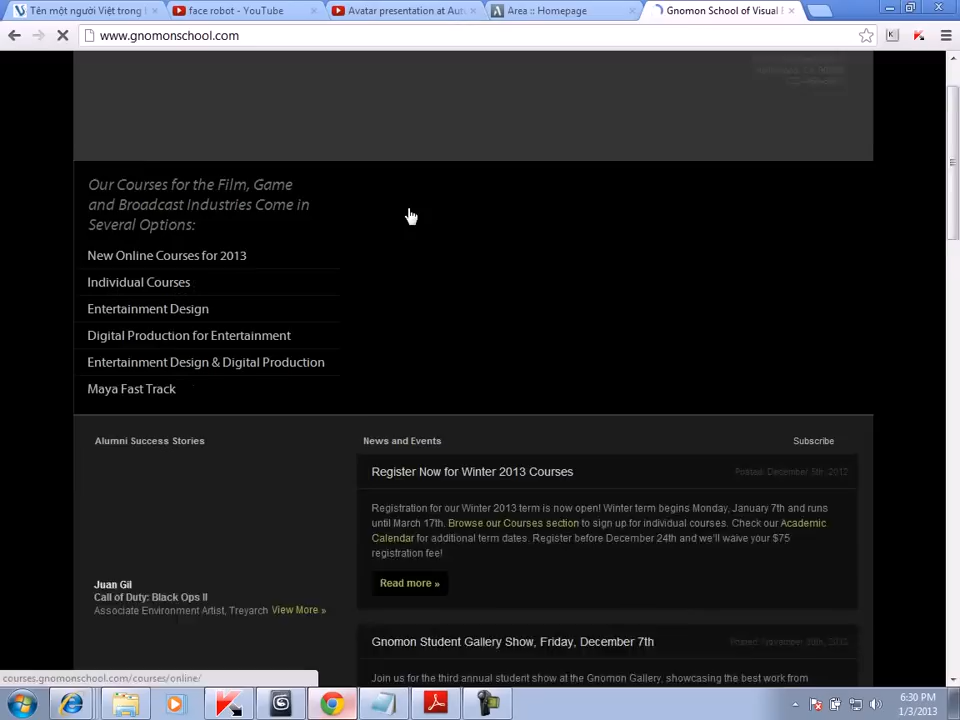 Tên một người Việt trong
face robot - YouTube
Avatar presentation at Aut
Area :: Homepage
Gnomon School of Visual
www.gnomonschool.com
Our Courses for the Film, Game
and Broadcast Industries Come in
Several Options:
New Online Courses for 2013
Individual Courses
Entertainment Design
Digital Production for Entertainment
Entertainment Design & Digital Production
Maya Fast Track
Alumni Success Stories
News and Events
Subscribe
Register Now for Winter 2013 Courses
Posted: December 5th, 2012
Registration for our Winter 2013 term is now open! Winter term begins Monday, January 7th and runs
until March 17th. Browse our Courses section to sign up for individual courses. Check our Academic
Calendar for additional term dates. Register before December 24th and we'll waive your $75
registration fee!
Read more »
Juan Gil
Call of Duty: Black Ops II
Associate Environment Artist, Treyarch View More »
Gnomon Student Gallery Show, Friday, December 7th
Join us for the third annual student show at the Gnomon Gallery, showcasing the best work from
courses.gnomonschool.com/courses/online/
6:30 PM
1/3/2013